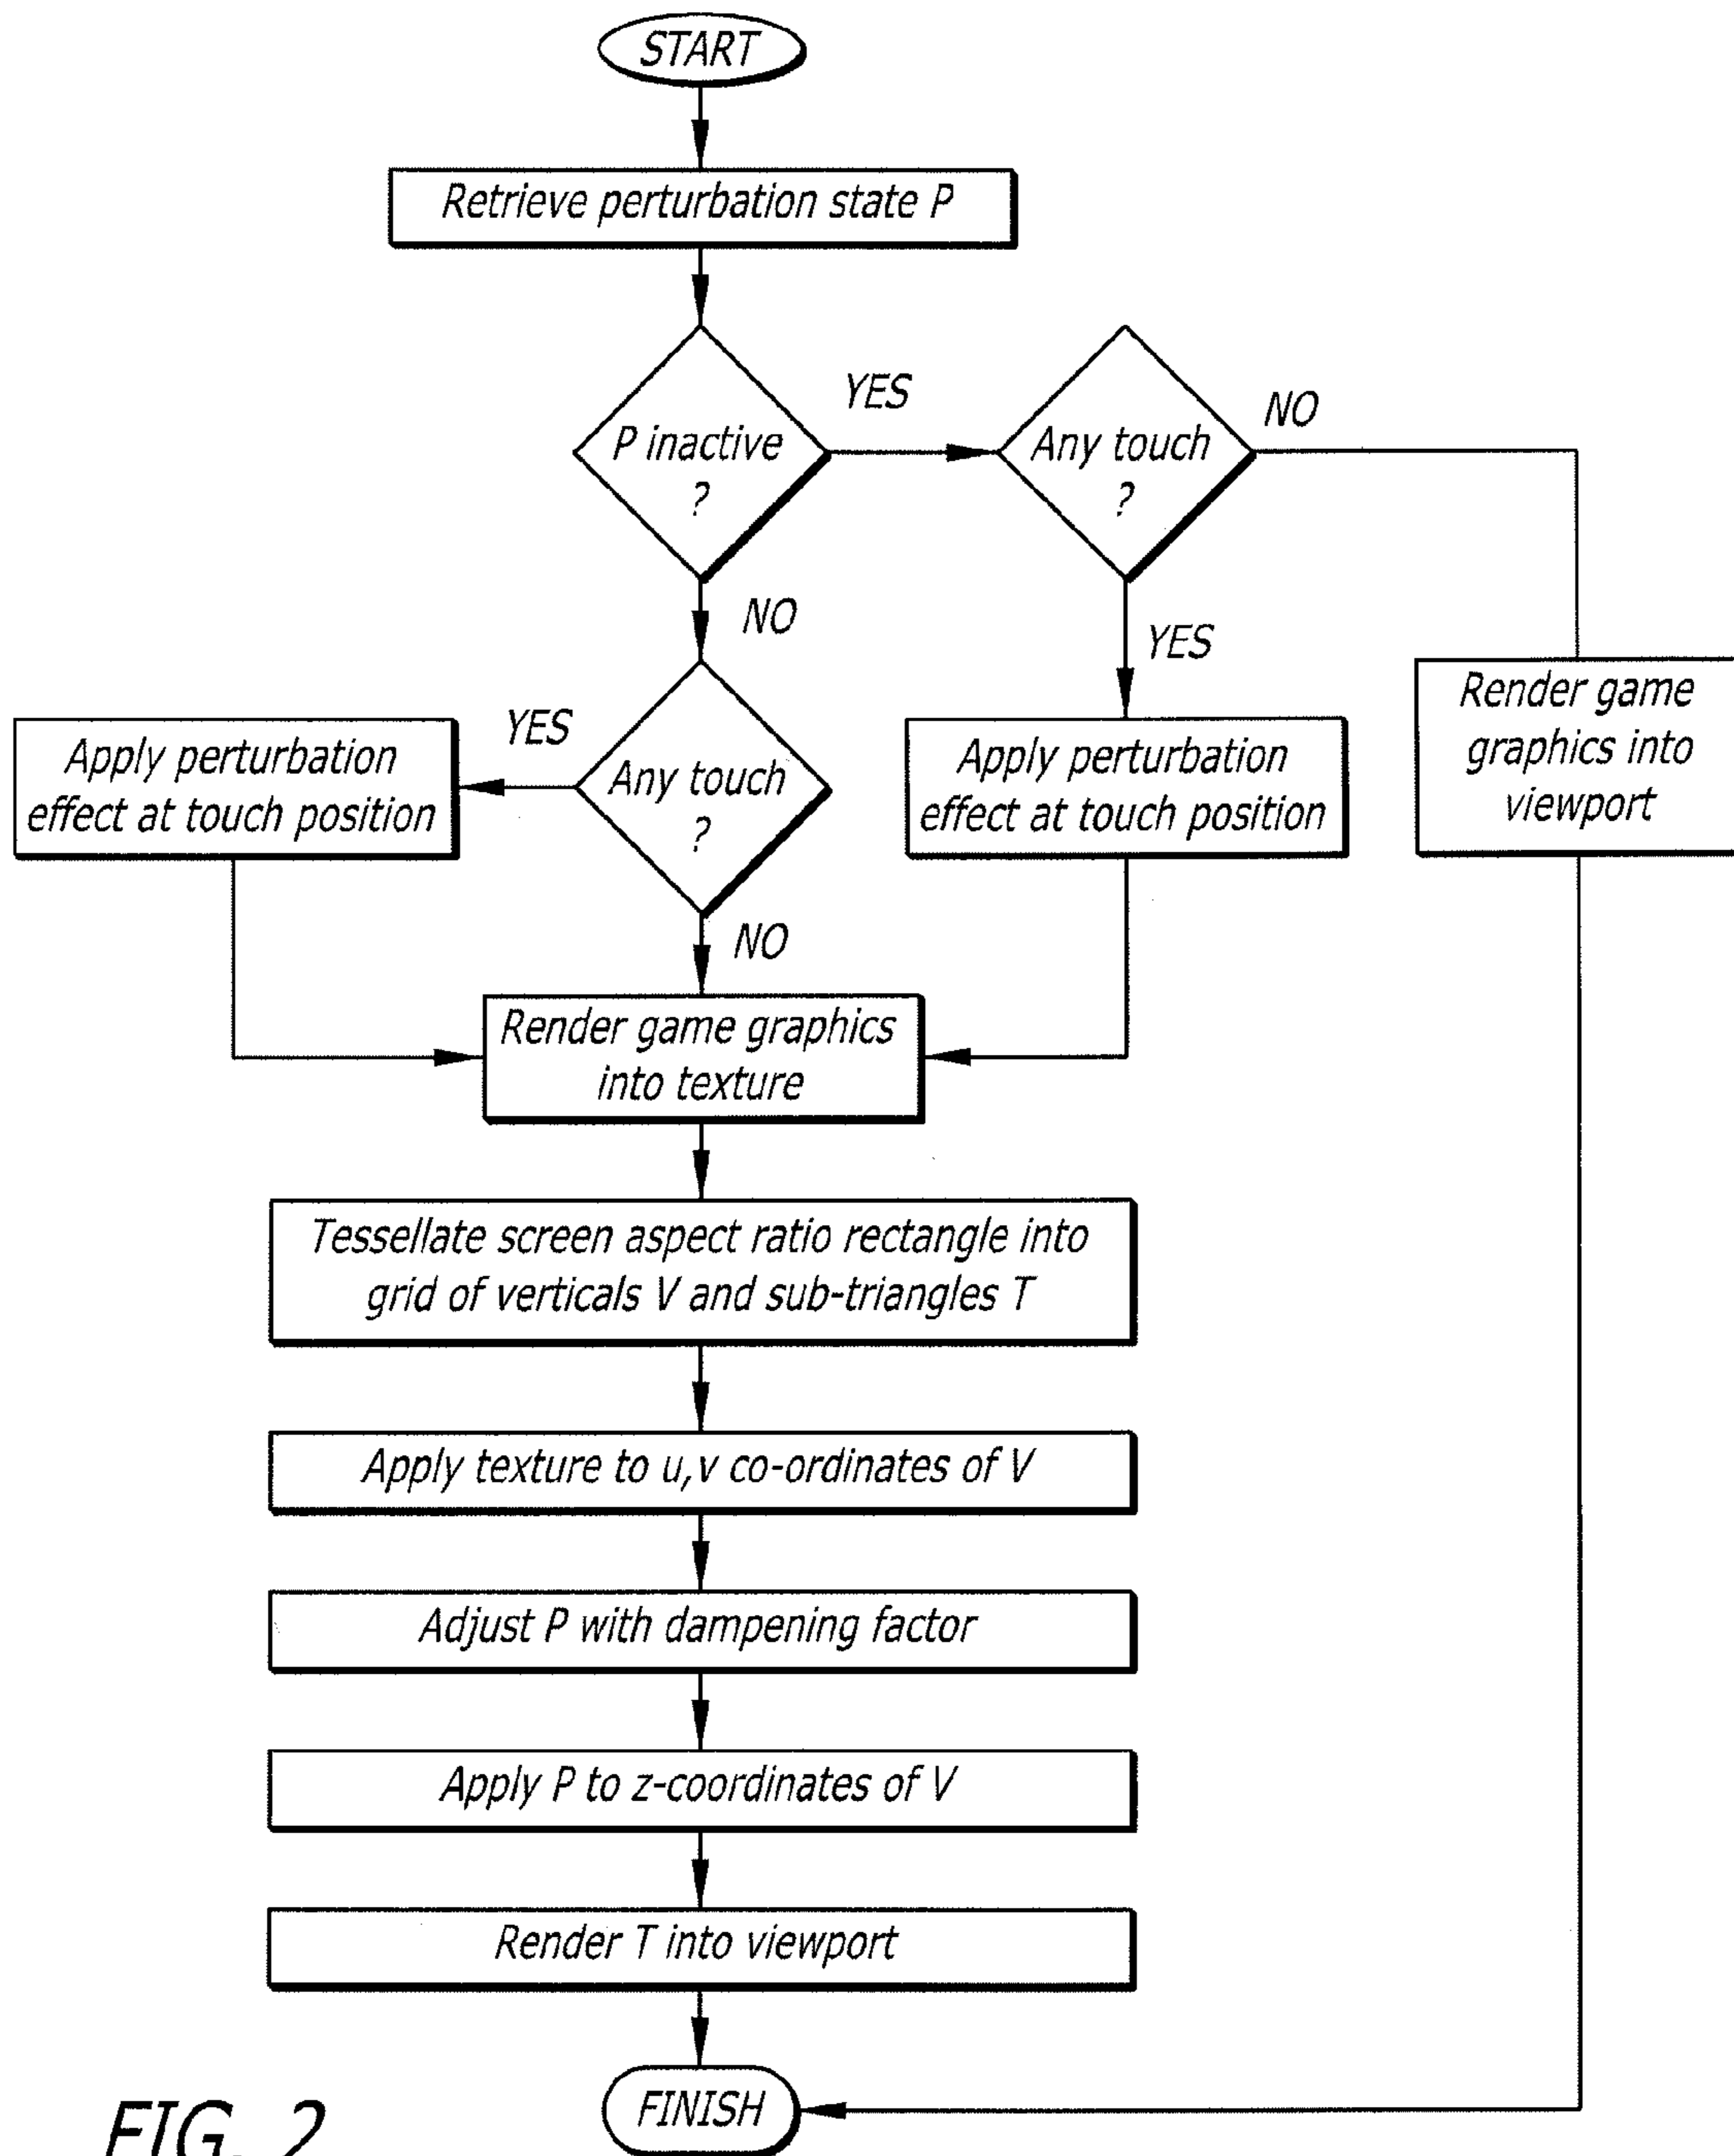 START
Retrieve perturbation state P
P inactive
?
YES
Any touch
?
NO
NO
YES
Render game
graphics into
viewport
YES
Any touch
?
Apply perturbation
effect at touch position
Apply perturbation
effect at touch position
NO
Render game graphics
into texture
Tessellate screen aspect ratio rectangle into
grid of verticals V and sub-triangles T
Apply texture to u,v co-ordinates of V
Adjust P with dampening factor
Apply P to z-coordinates of V
Render T into viewport
FINISH
FIG. 2